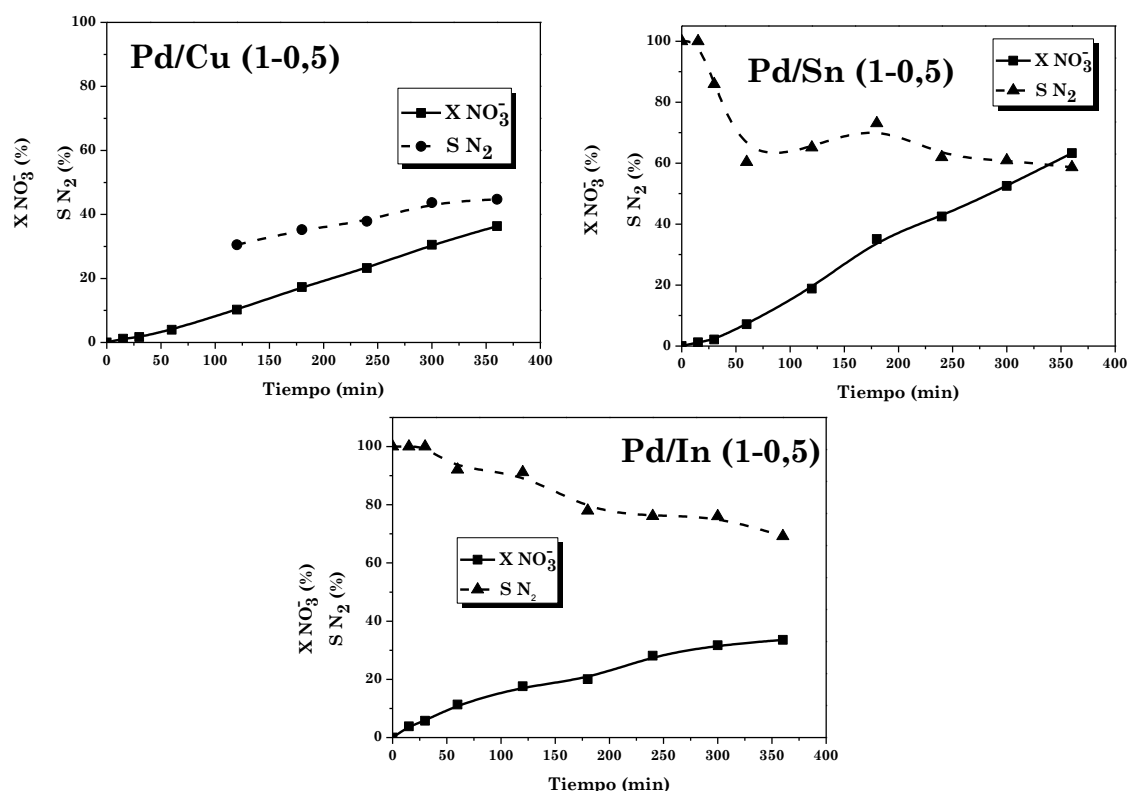 Pd/Cu (1-0,5)
X NO₃⁻
S N₂
X NO₃⁻ (%)
S N₂ (%)
100
80
60
40
20
0
0 50 100 150 200 250 300 350 400
Tiempo (min)
Pd/Sn (1-0,5)
X NO₃⁻
S N₂
X NO₃⁻ (%)
S N₂ (%)
100
80
60
40
20
0
0 50 100 150 200 250 300 350 400
Tiempo (min)
Pd/In (1-0,5)
X NO₃⁻
S N₂
X NO₃⁻ (%)
S N₂ (%)
100
80
60
40
20
0
0 50 100 150 200 250 300 350 400
Tiempo (min)